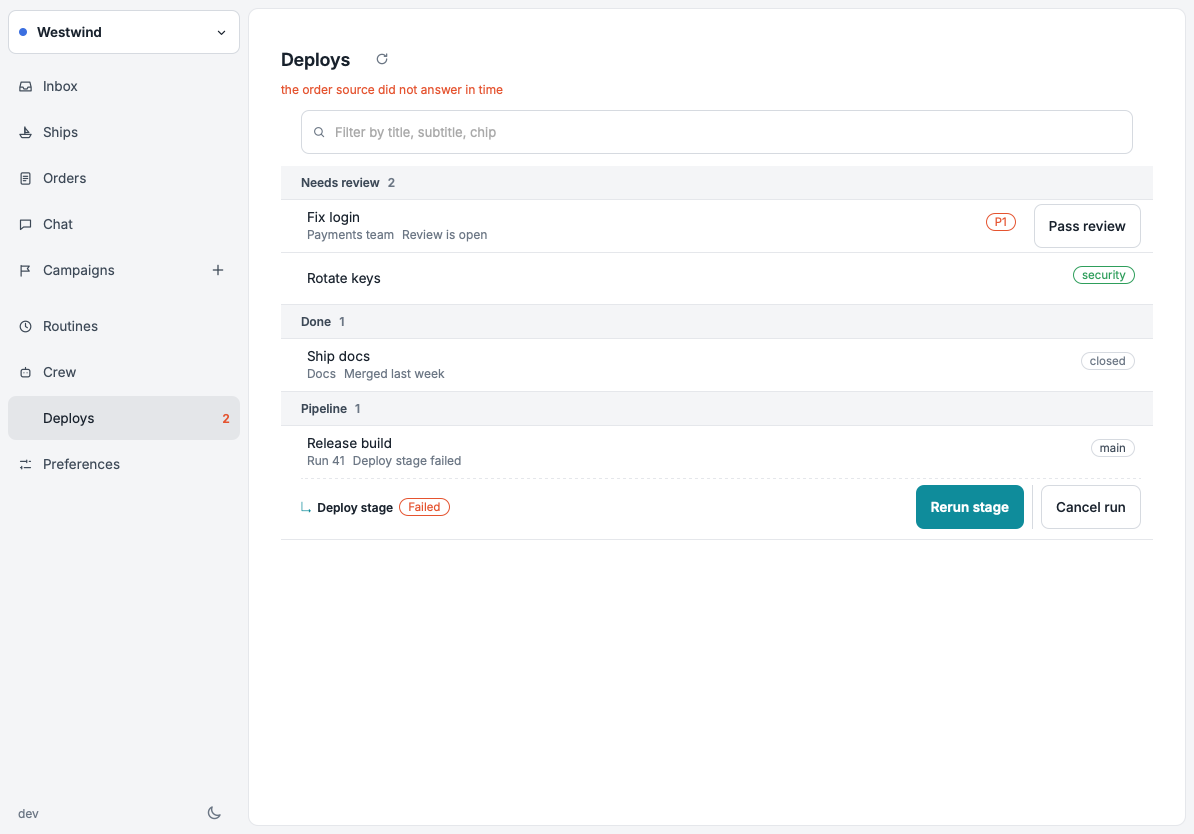 Westwind
Inbox
Ships
Orders
Chat
Campaigns
Routines
Crew
Deploys 2
Preferences
dev
Deploys
the order source did not answer in time
Filter by title, subtitle, chip
Needs review 2
Fix login
Payments team Review is open
P1
Pass review
Rotate keys
security
Done 1
Ship docs
Docs Merged last week
closed
Pipeline 1
Release build
Run 41 Deploy stage failed
main
Deploy stage Failed
Rerun stage
Cancel run